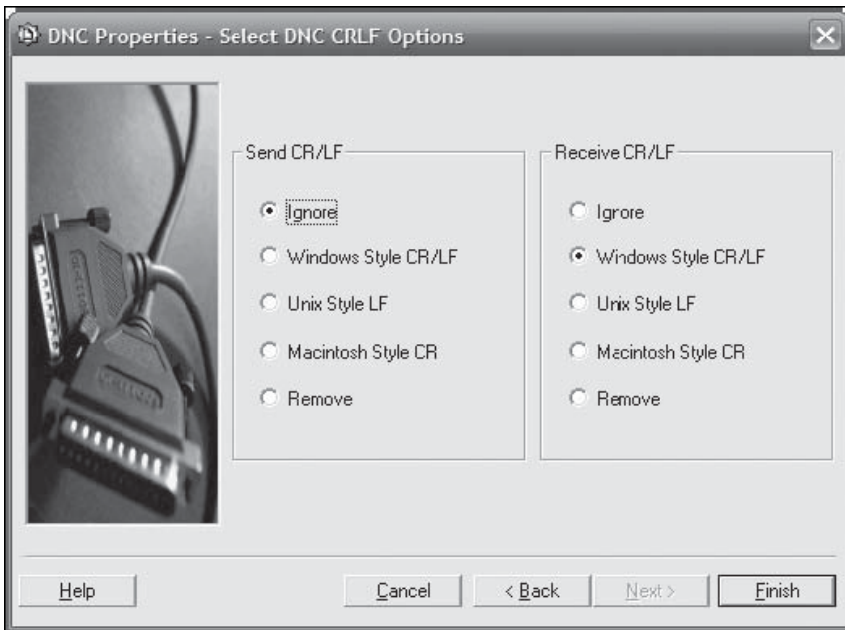 DNC Properties - Select DNC CRLF Options
Send CR/LF
Ignore
Windows Style CR/LF
Unix Style LF
Macintosh Style CR
Remove
Receive CR/LF
Ignore
Windows Style CR/LF
Unix Style LF
Macintosh Style CR
Remove
Help
Cancel
< Back
Next >
Finish